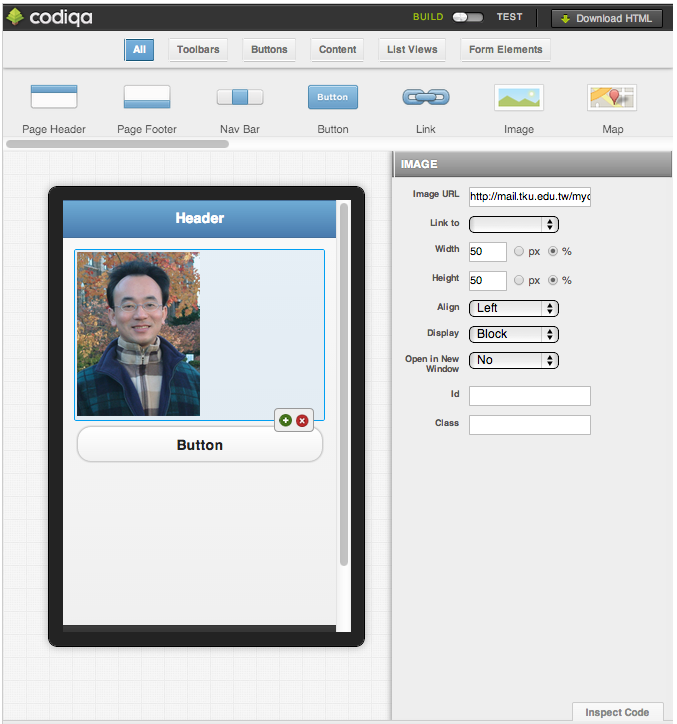 codiqa BUILD TEST Download HTML
All Toolbars Buttons Content List Views Form Elements
Button
Page Header Page Footer Nav Bar Button Link Image Map
IMAGE
Image URL http://mail.tku.edu.tw/myd
Link to
Width 50 px %
Height 50 px %
Align Left
Display Block
Open in New
Window No
Id
Class
Header
Button
Inspect Code